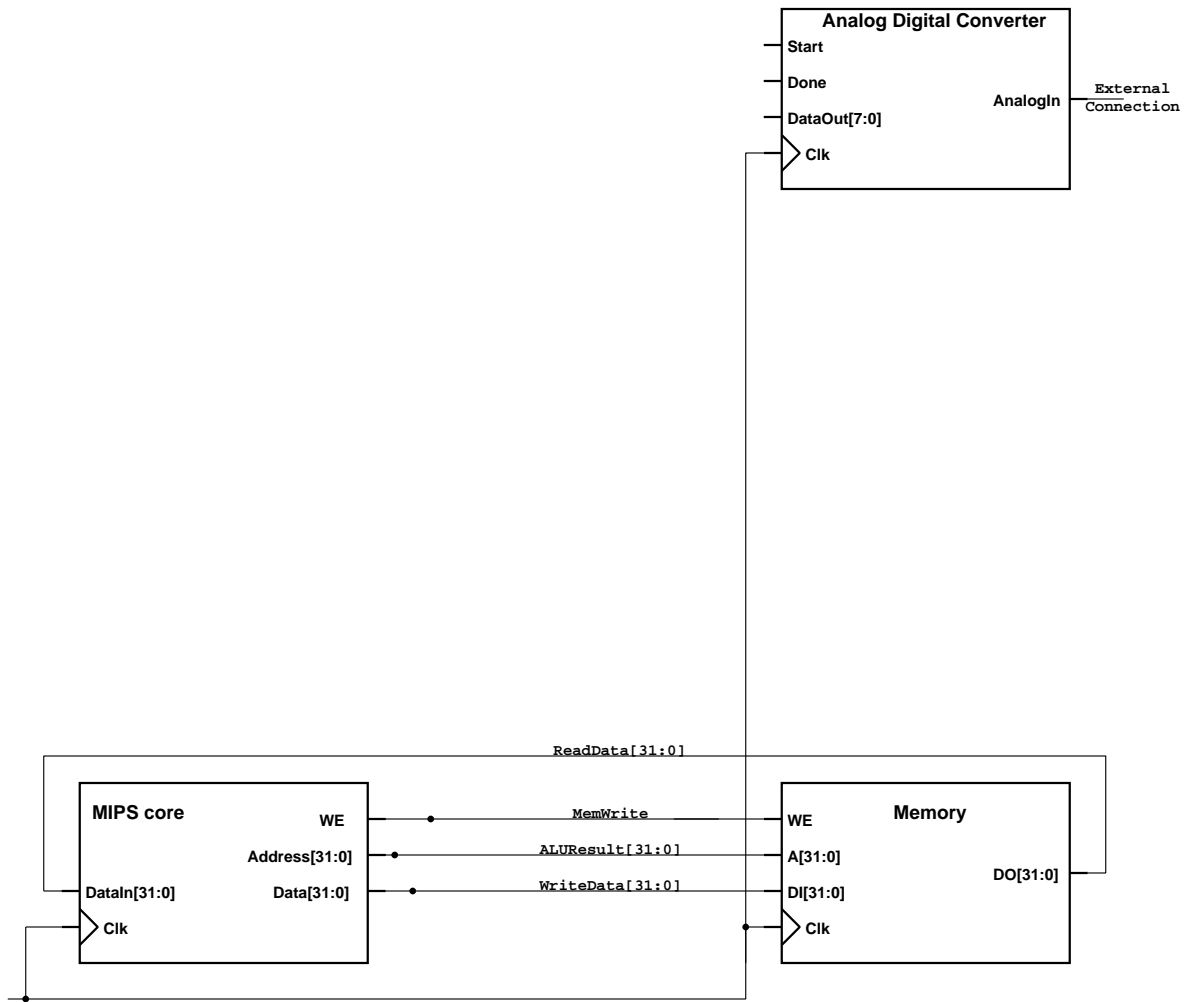 Analog Digital Converter
Start
Done
DataOut[7:0]
Clk
AnalogIn
External
Connection
ReadData[31:0]
MIPS core
WE
Address[31:0]
Data[31:0]
DataIn[31:0]
Clk
MemWrite
ALUResult[31:0]
WriteData[31:0]
Memory
WE
A[31:0]
DI[31:0]
Clk
DO[31:0]